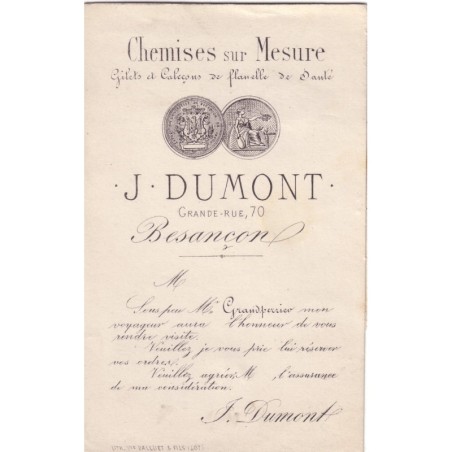 Chemises sur Mesure
Gilets et Caleçons de flanelle de Santé
J. DUMONT
GRANDE-RUE, 70
Besançon
M
Sous peu Mr Grandperrier mon
voyageur aura l'honneur de vous
rendre visite.
Veuillez je vous prie lui réserver
vos ordres.
Veuillez agréer, M l'assurance
de ma considération.
J. Dumont